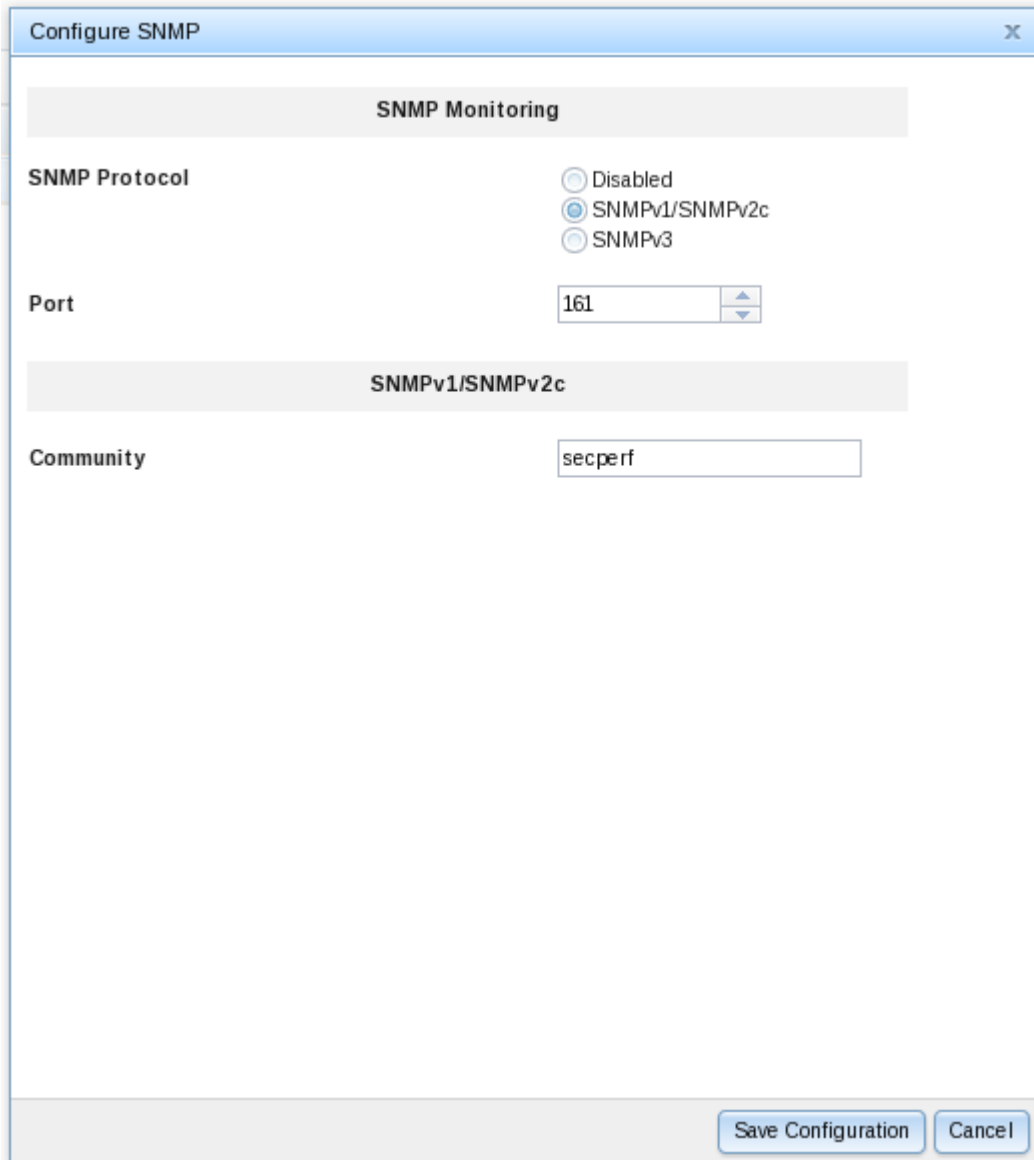 Configure SNMP x
SNMP Monitoring
SNMP Protocol
Disabled
SNMPv1/SNMPv2c
SNMPv3
Port 161
SNMPv1/SNMPv2c
Community secperf
Save Configuration Cancel